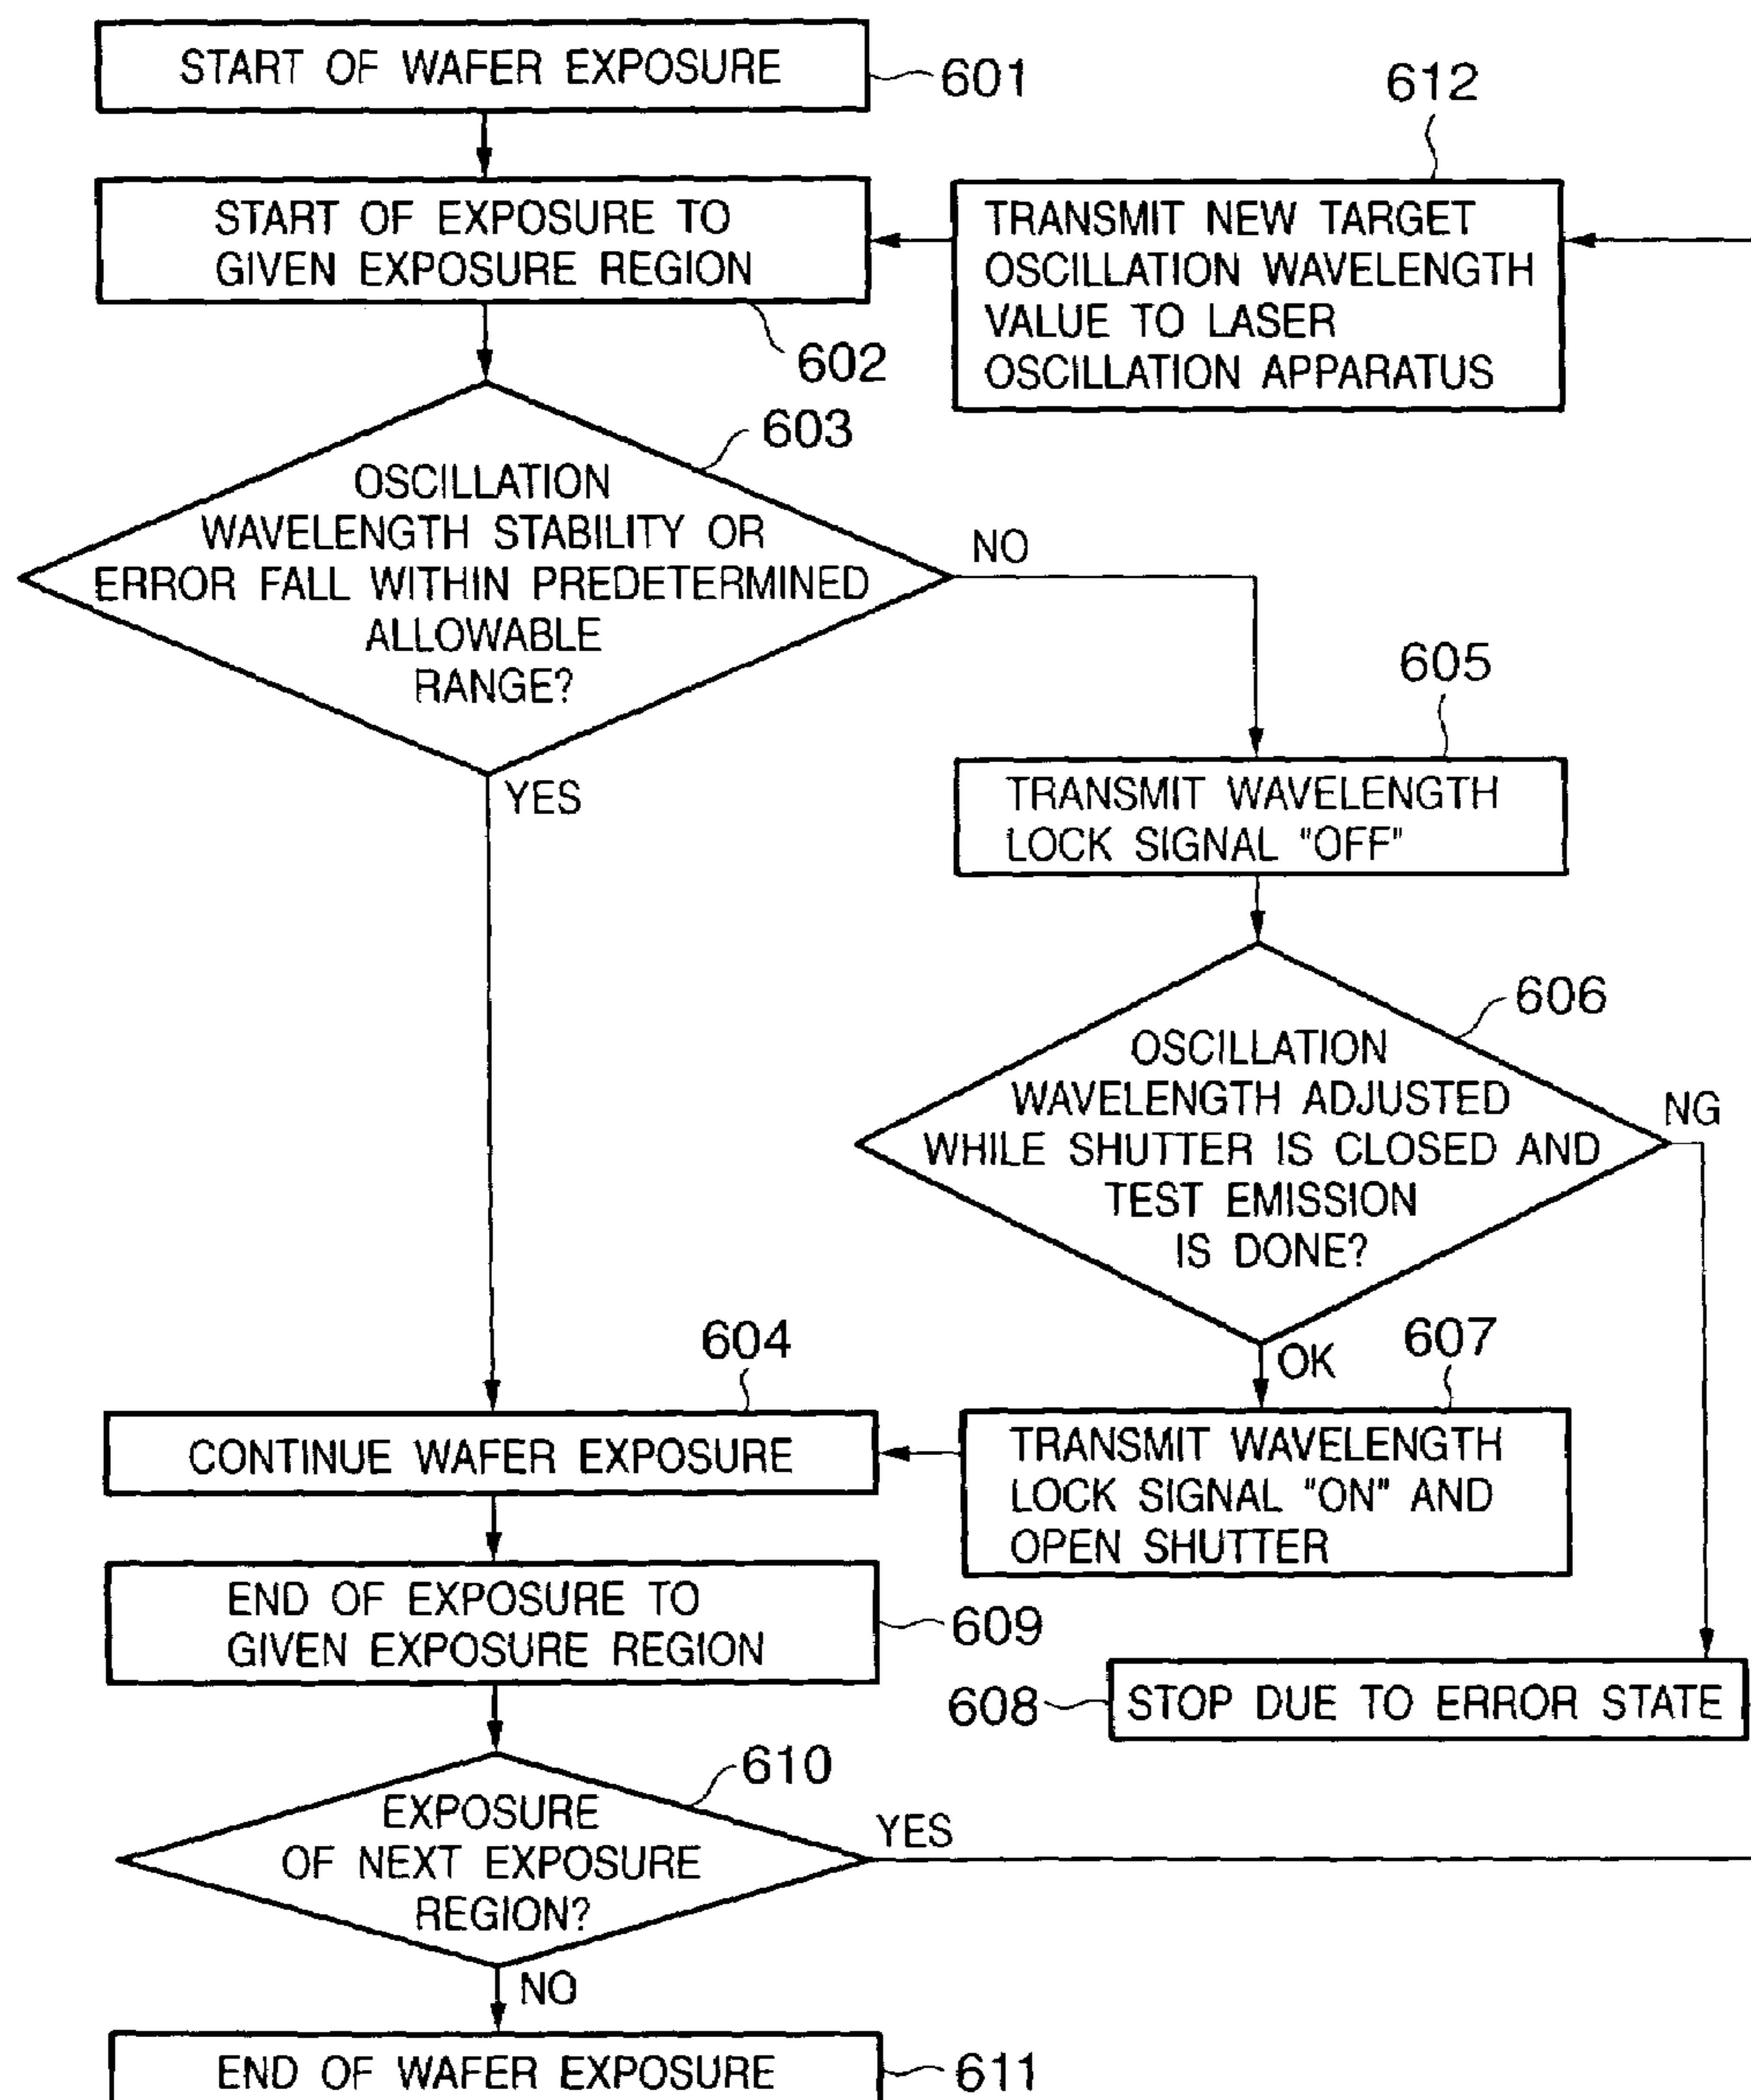 START OF WAFER EXPOSURE
601
612
START OF EXPOSURE TO
GIVEN EXPOSURE REGION
602
TRANSMIT NEW TARGET
OSCILLATION WAVELENGTH
VALUE TO LASER
OSCILLATION APPARATUS
603
OSCILLATION
WAVELENGTH STABILITY OR
ERROR FALL WITHIN PREDETERMINED
ALLOWABLE
RANGE?
NO
YES
605
TRANSMIT WAVELENGTH
LOCK SIGNAL "OFF"
606
OSCILLATION
WAVELENGTH ADJUSTED
WHILE SHUTTER IS CLOSED AND
TEST EMISSION
IS DONE?
NG
OK
604
CONTINUE WAFER EXPOSURE
607
TRANSMIT WAVELENGTH
LOCK SIGNAL "ON" AND
OPEN SHUTTER
END OF EXPOSURE TO
GIVEN EXPOSURE REGION
609
608
STOP DUE TO ERROR STATE
610
EXPOSURE
OF NEXT EXPOSURE
REGION?
YES
NO
END OF WAFER EXPOSURE
611